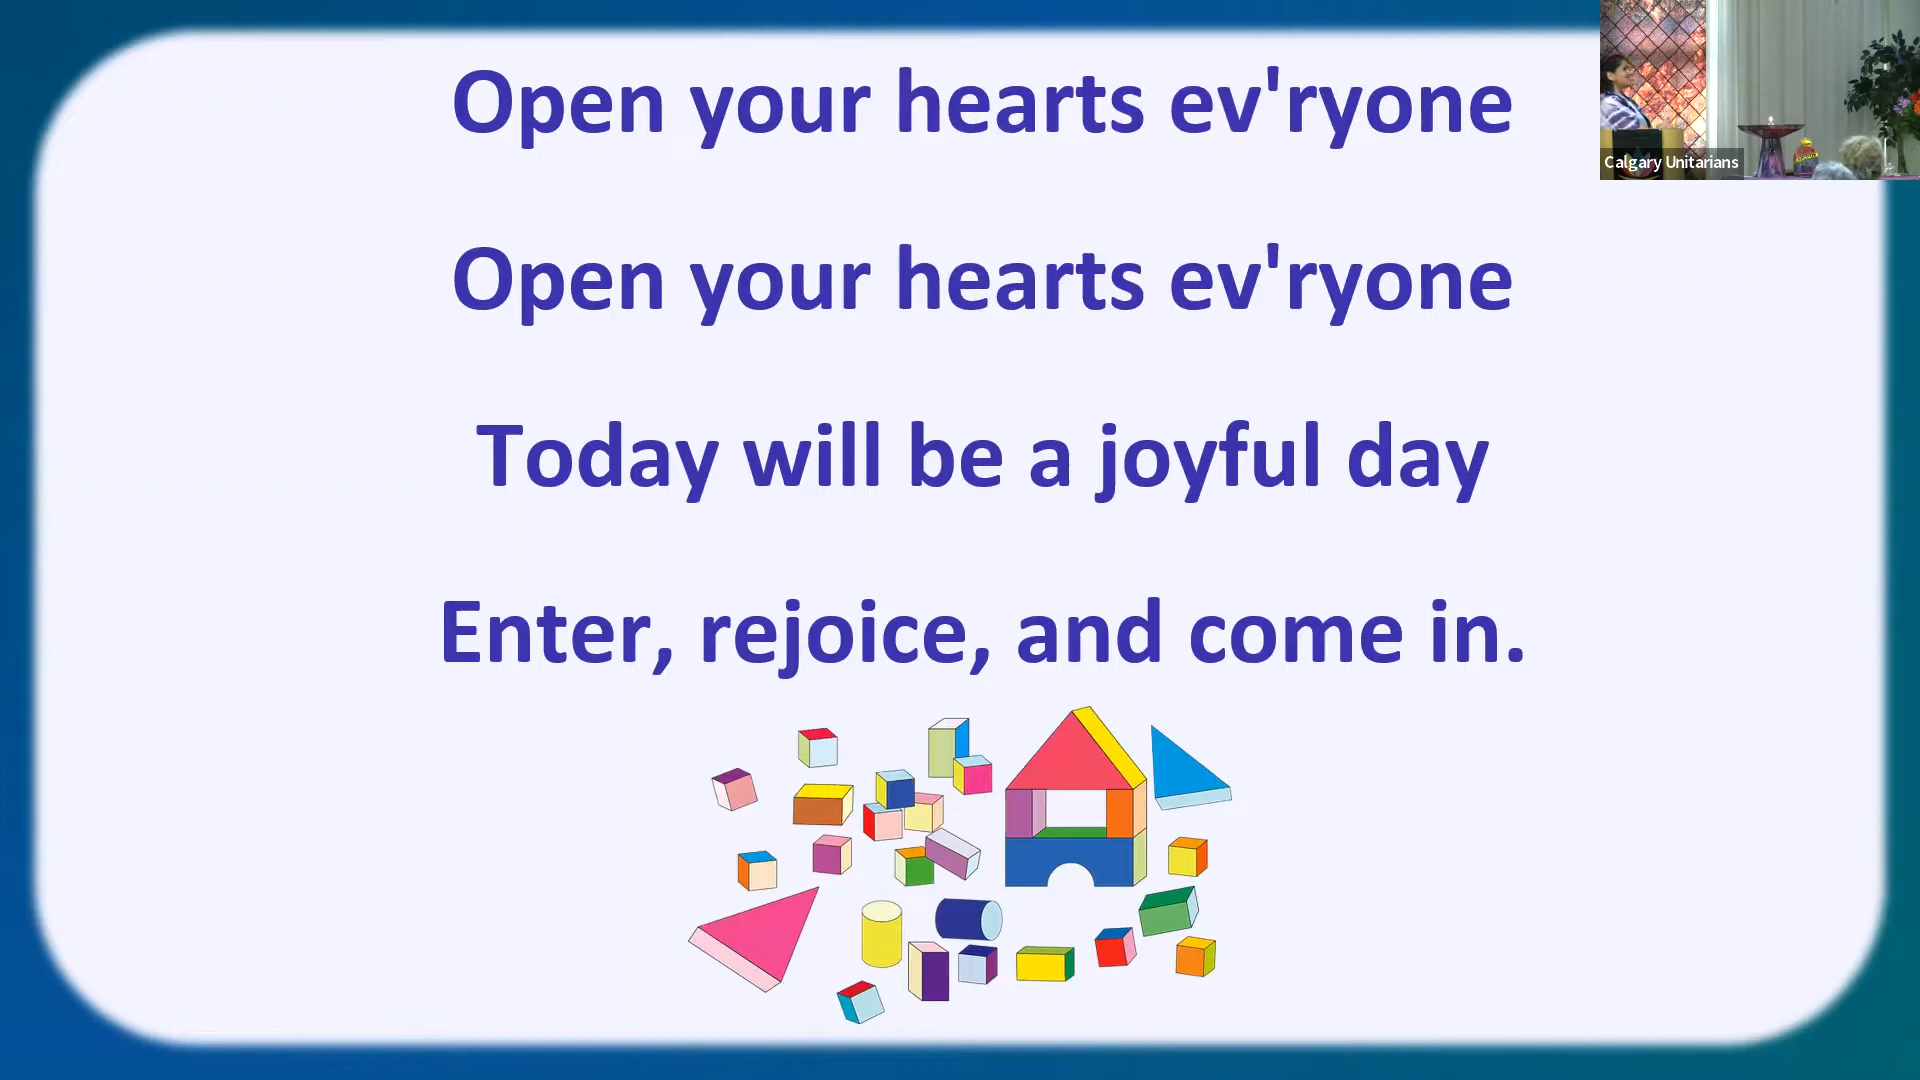 Open your hearts ev'ryone
Open your hearts ev'ryone
Today will be a joyful day
Enter, rejoice, and come in.
Calgary Unitarians